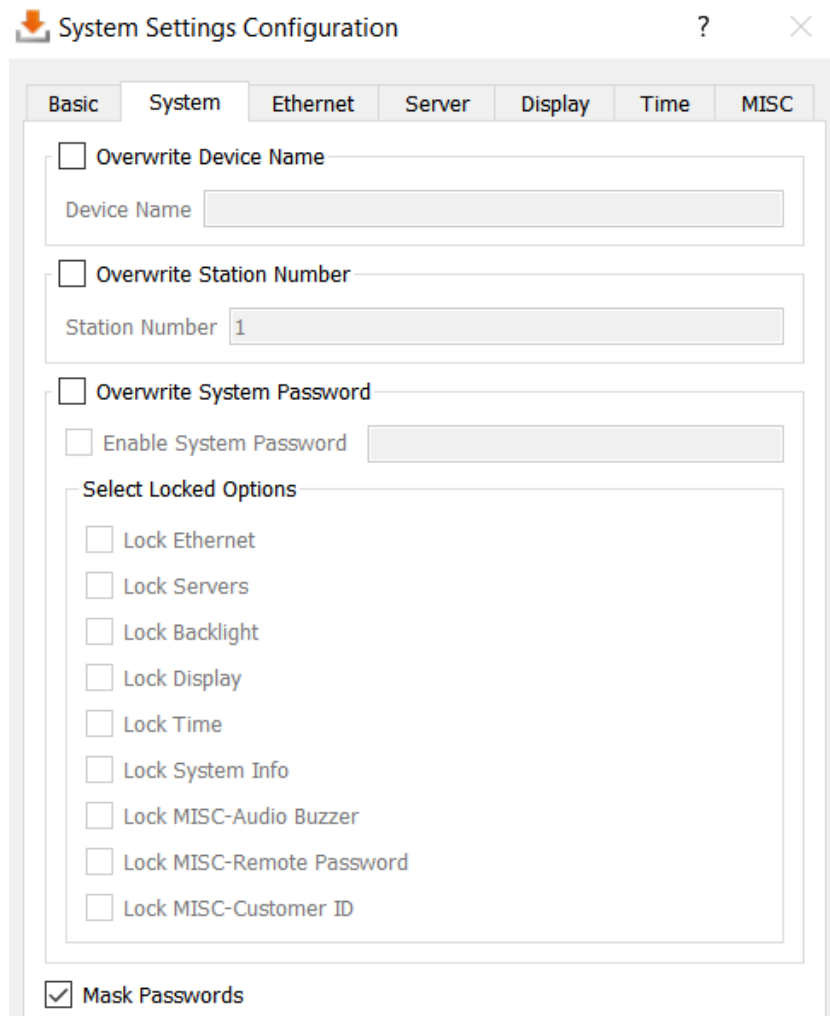 System Settings Configuration ?
Basic System Ethernet Server Display Time MISC
Overwrite Device Name
Device Name
Overwrite Station Number
Station Number 1
Overwrite System Password
Enable System Password
Select Locked Options
Lock Ethernet
Lock Servers
Lock Backlight
Lock Display
Lock Time
Lock System Info
Lock MISC-Audio Buzzer
Lock MISC-Remote Password
Lock MISC-Customer ID
Mask Passwords